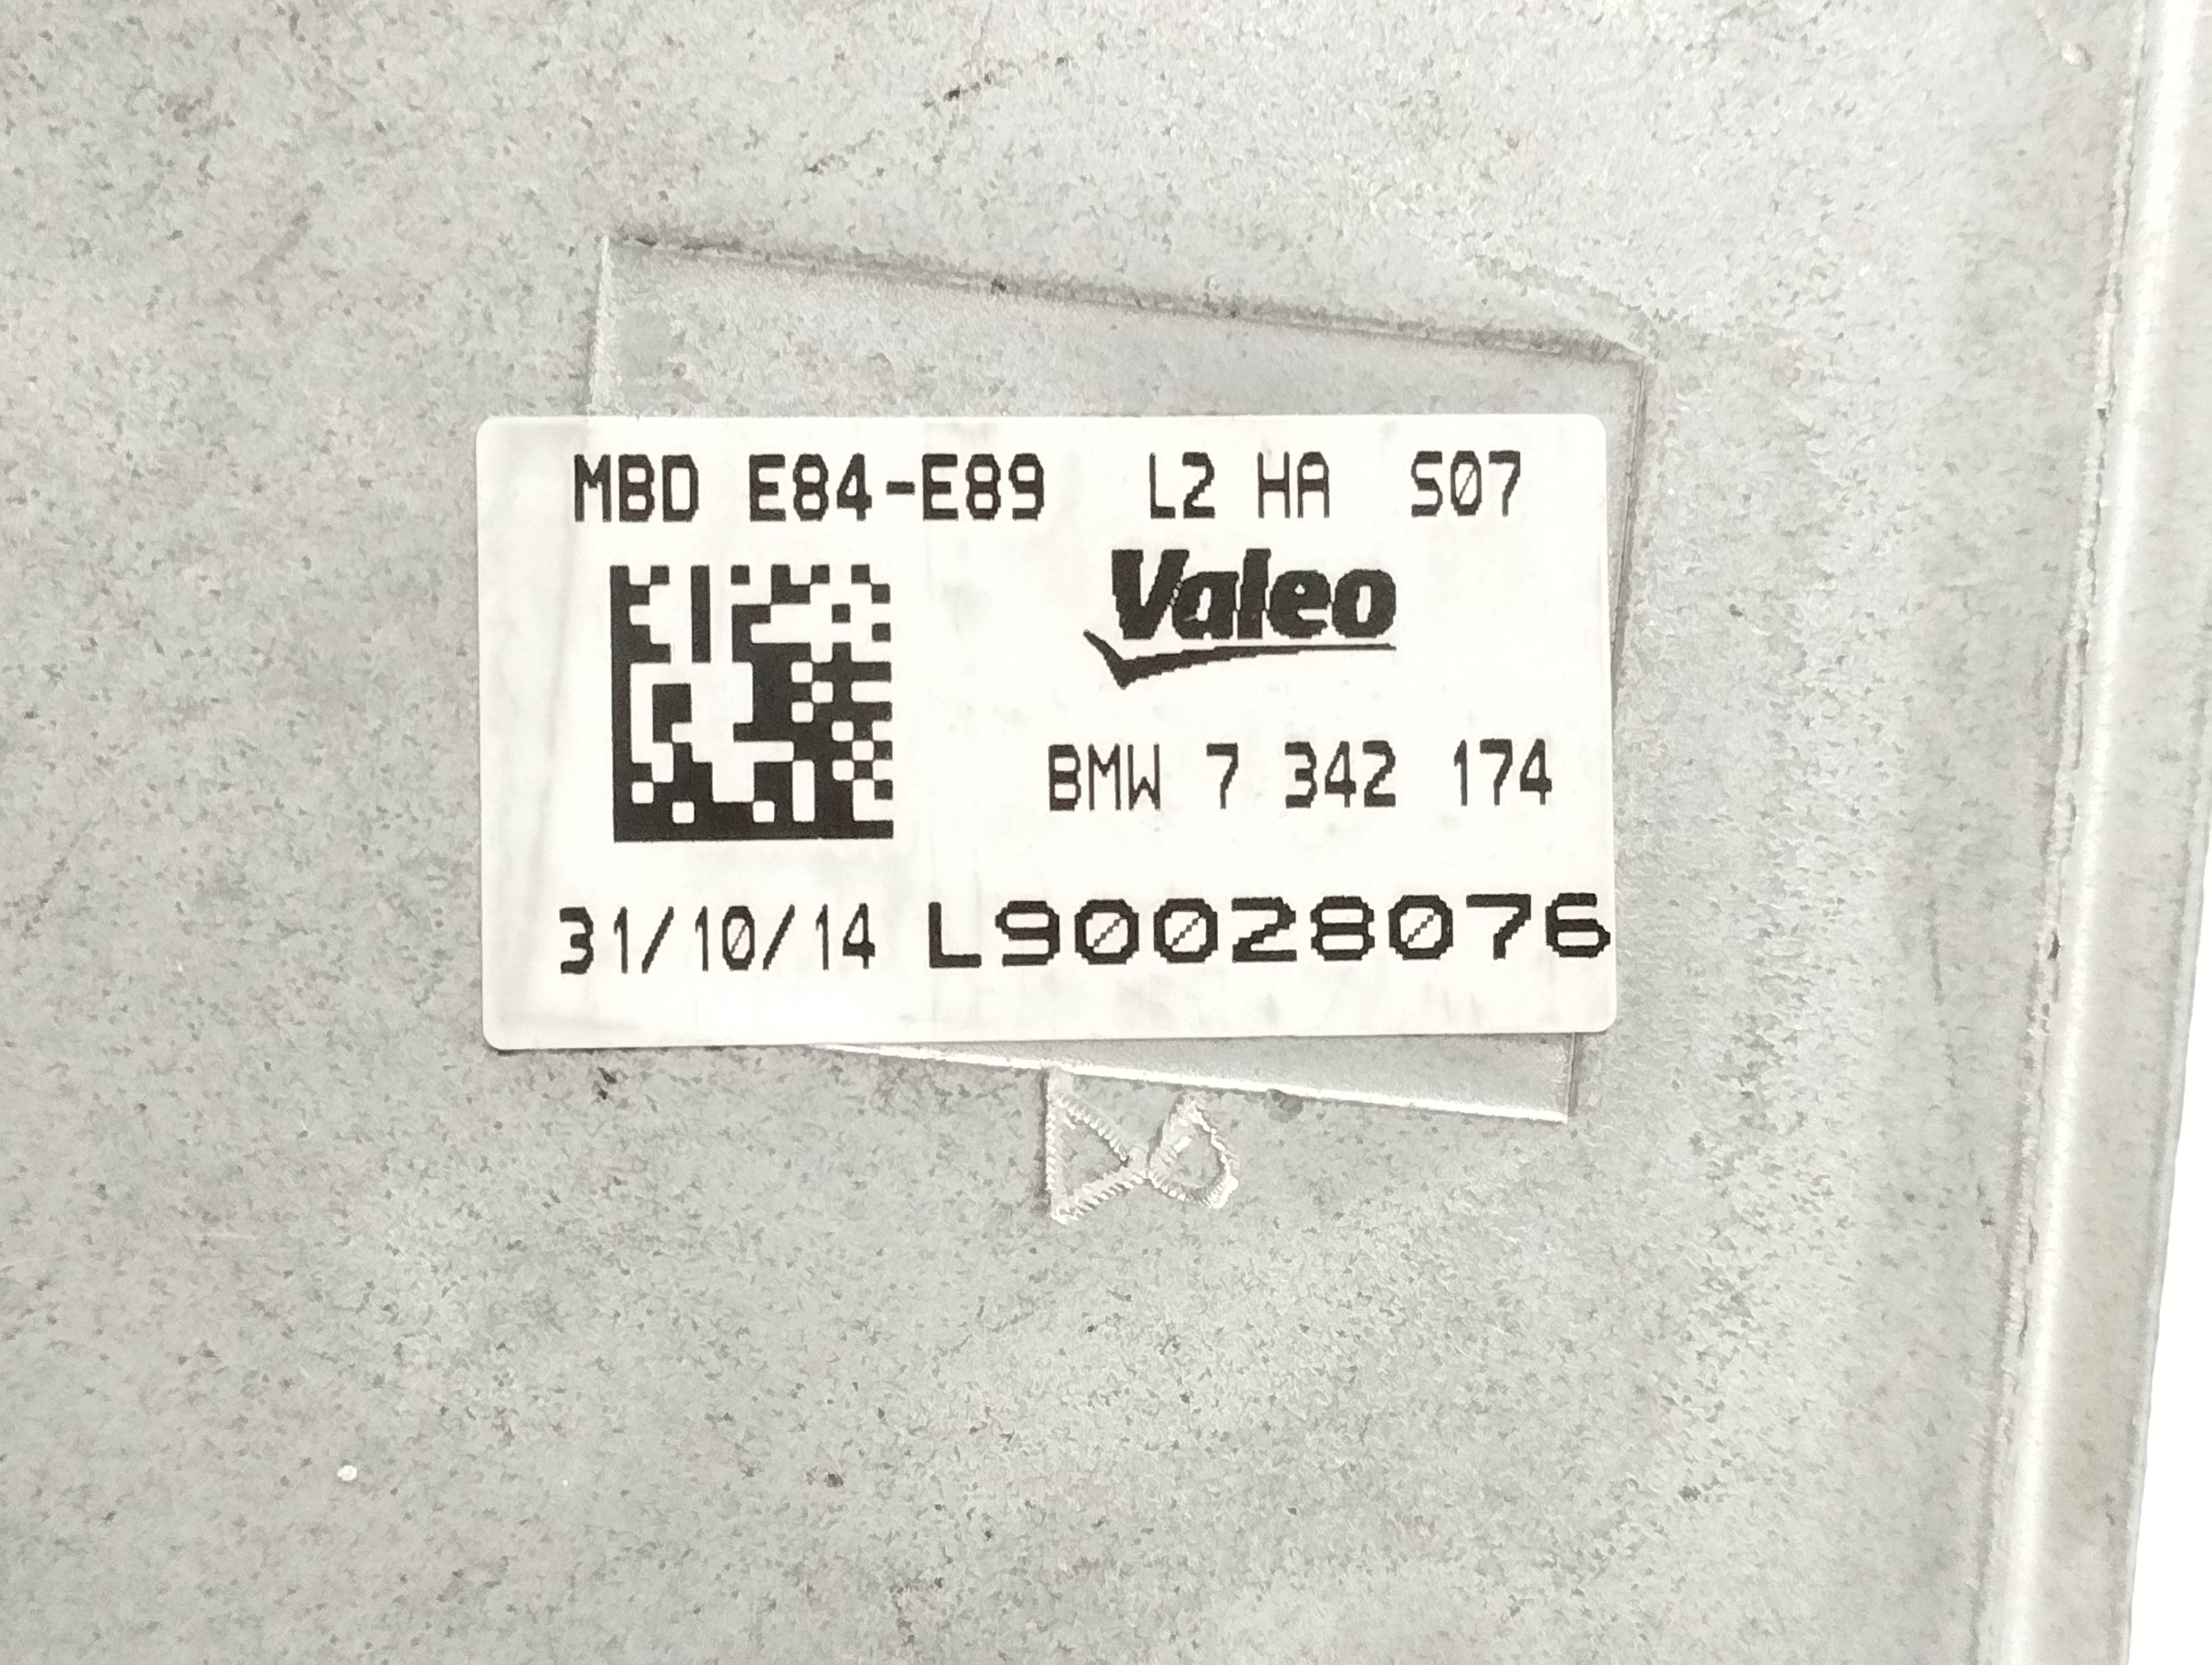 MBD E84-E89 L2 HA S07
Valeo
BMW 7 342 174
31/10/14 L90028076